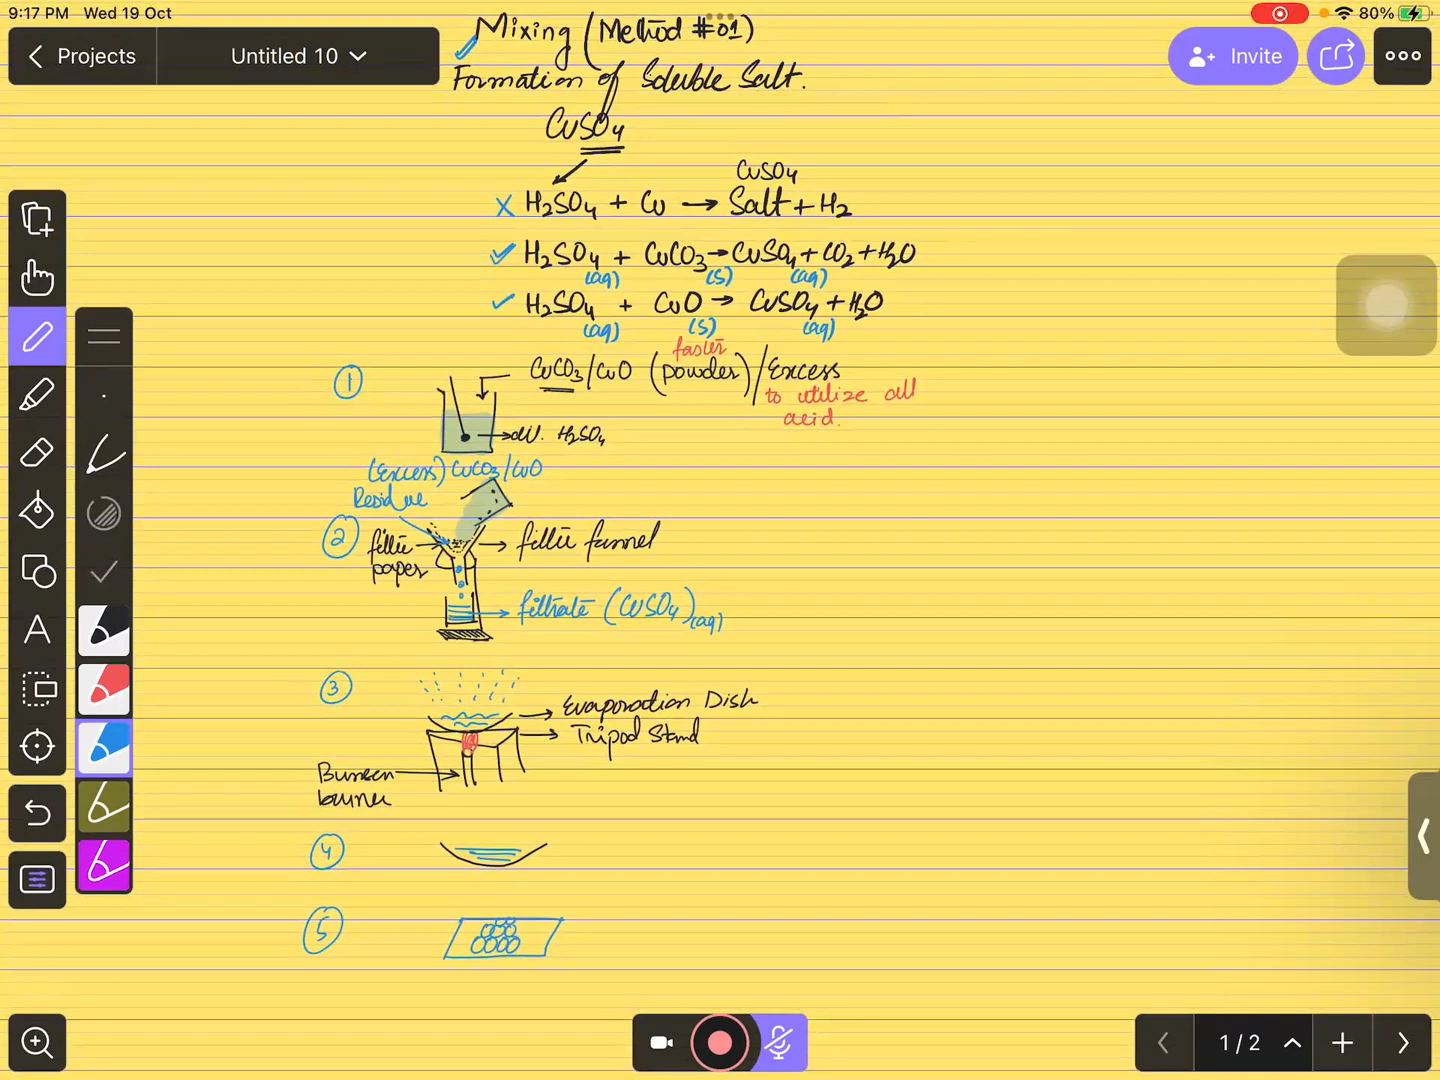 9:17 PM Wed 19 Oct
80%
Projects
Untitled 10
Invite
Mixing (Method #01)
Formation of Soluble Salt.
CuSO4
CuSO4
X H2SO4 + Cu → Salt + H2
✓ H2SO4 + CuCO3 → CuSO4 + CO2 + H2O
(aq) (s) (aq)
✓ H2SO4 + CuO → CuSO4 + H2O
(aq) (s) (aq)
faster
1 CuCO3/CuO (powder)/Excess
to utilize all
acid.
dil. H2SO4
(Excess) CuCO3/CuO
Residue
2 filter paper
filter funnel
filtrate (CuSO4)(aq)
3 Evaporation Dish
Tripod Stand
Bunsen
burner
4
5
A
1 / 2